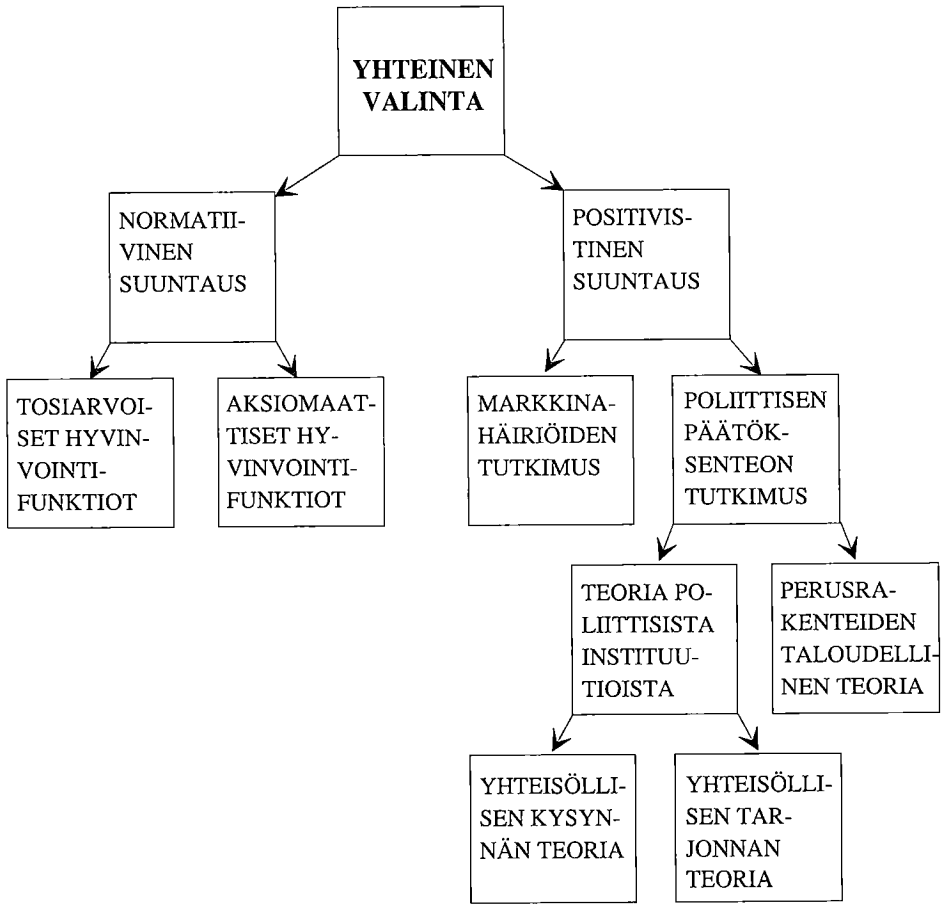 YHTEINEN
VALINTA
NORMATII-
VINEN
SUUNTAUS
POSITIVIS-
TINEN
SUUNTAUS
TOSIARVOI-
SET HYVIN-
VOINTI-
FUNKTIOT
AKSIOMAAT-
TISET HY-
VINVOINTI-
FUNKTIOT
MARKKINA-
HÄIRIÖIDEN
TUTKIMUS
POLIITTISEN
PÄÄTÖK-
SENTEON
TUTKIMUS
TEORIA PO-
LIITTISISTA
INSTITUU-
TIOISTA
PERUSRA-
KENTEIDEN
TALOUDELLI-
NEN TEORIA
YHTEISÖLLI-
SEN KYSYN-
NÄN TEORIA
YHTEISÖLLI-
SEN TAR-
JONNAN
TEORIA